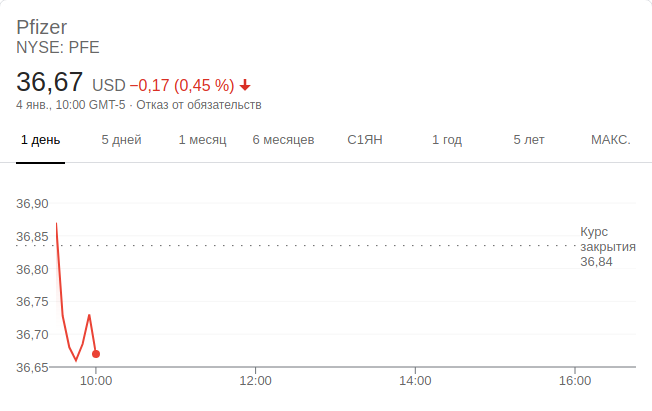 Pfizer
NYSE: PFE
36,67 USD −0,17 (0,45 %)
4 янв., 10:00 GMT-5 · Отказ от обязательств
1 день 5 дней 1 месяц 6 месяцев С1ЯН 1 год 5 лет МАКС.
36,90
36,85
36,80
36,75
36,70
36,65
Курс
закрытия
36,84
10:00 12:00 14:00 16:00